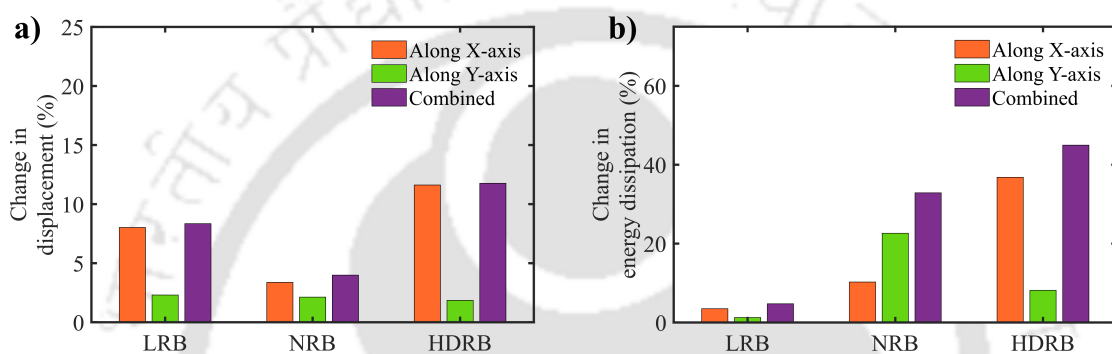 a)
Change in
displacement (%)
25
20
15
10
5
0
Along X-axis
Along Y-axis
Combined
LRB NRB HDRB
b)
Change in
energy dissipation (%)
60
40
20
0
Along X-axis
Along Y-axis
Combined
LRB NRB HDRB